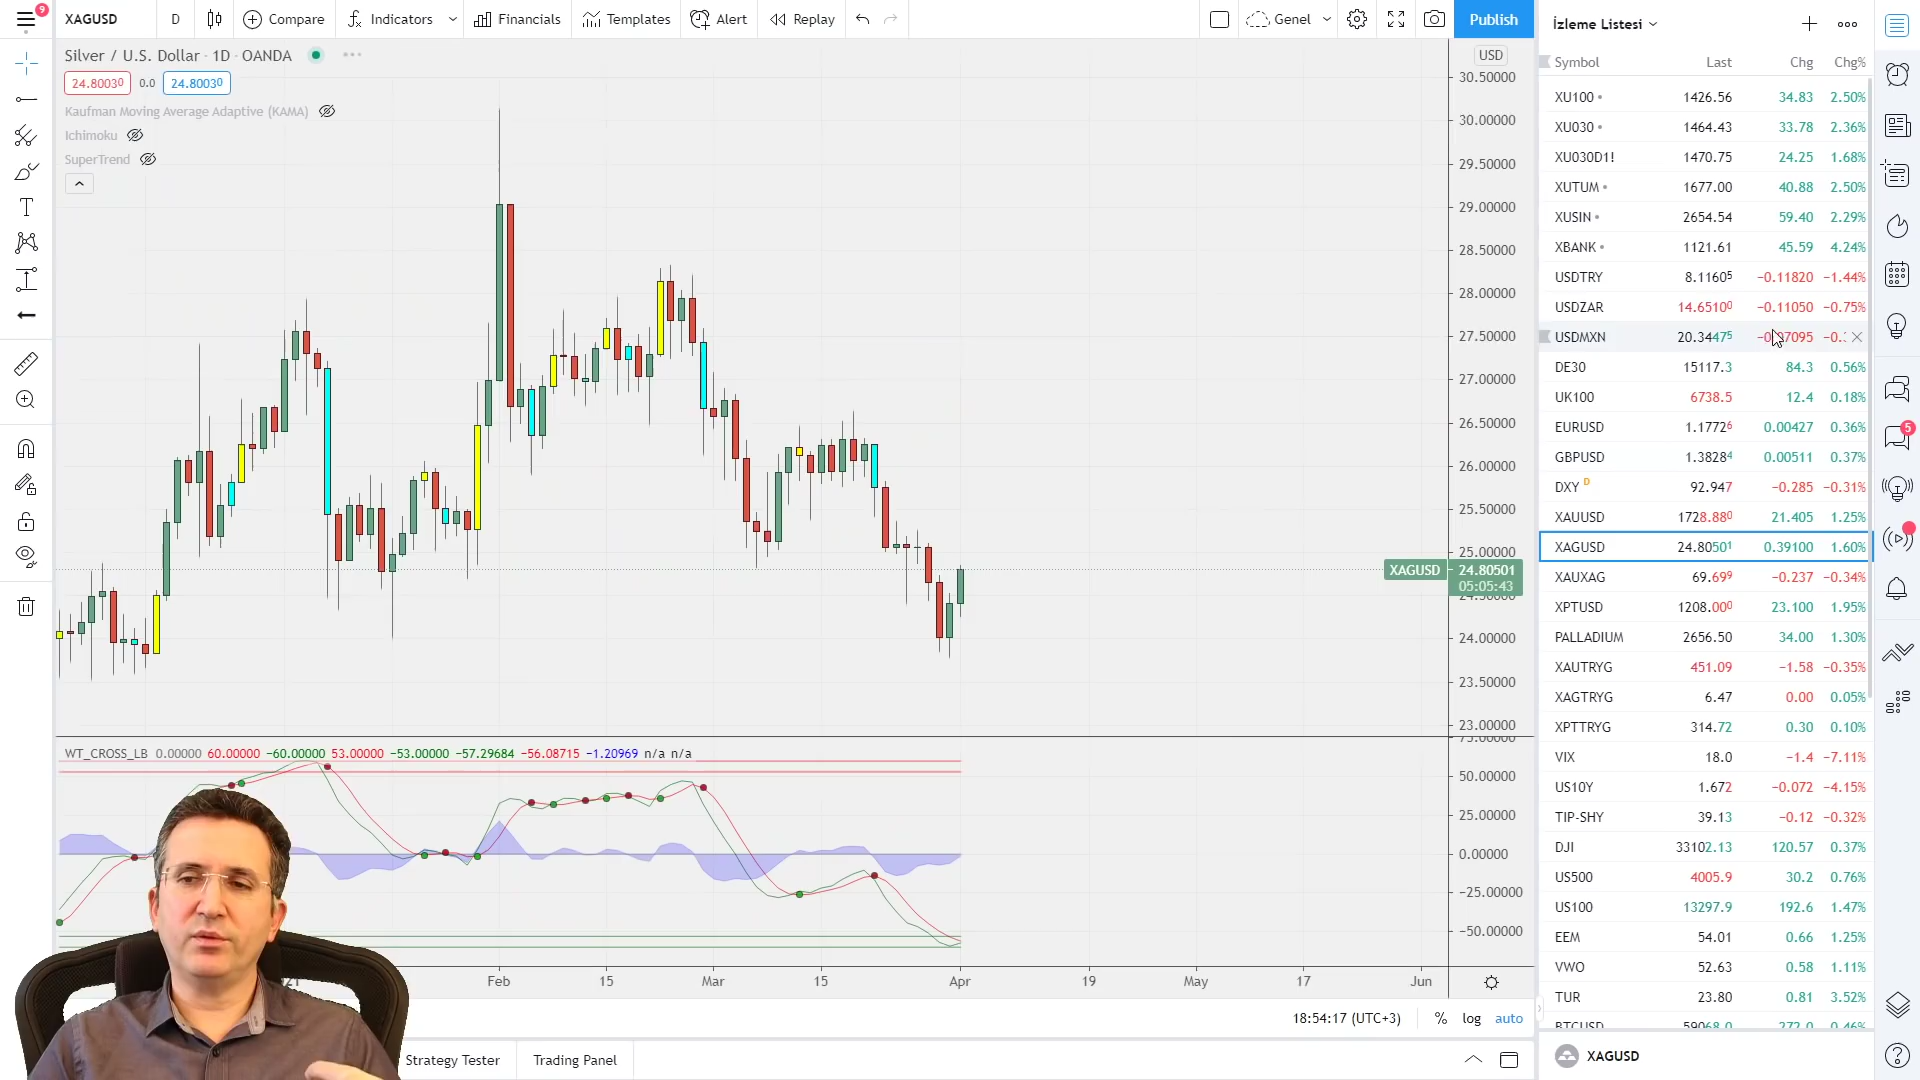 9
XAGUSD D Compare Indicators Financials Templates Alert Replay Genel Publish
Silver / U.S. Dollar · 1D · OANDA
24.80030 0.0 24.80030
Kaufman Moving Average Adaptive (KAMA)
Ichimoku
SuperTrend
USD
30.50000
30.00000
29.50000
29.00000
28.50000
28.00000
27.50000
27.00000
26.50000
26.00000
25.50000
25.00000
XAGUSD 24.80501
05:05:43
24.50000
24.00000
23.50000
23.00000
WT_CROSS_LB 0.00000 60.00000 −60.00000 53.00000 −53.00000 −57.29684 −56.08715 −1.20969 n/a n/a
75.00000
50.00000
25.00000
0.00000
−25.00000
−50.00000
Feb 15 Mar 15 Apr 19 May 17 Jun
18:54:17 (UTC+3) % log auto
Strategy Tester Trading Panel
İzleme Listesi
Symbol Last Chg Chg%
XU100 1426.56 34.83 2.50%
XU030 1464.43 33.78 2.36%
XU030D1! 1470.75 24.25 1.68%
XUTUM 1677.00 40.88 2.50%
XUSIN 2654.54 59.40 2.29%
XBANK 1121.61 45.59 4.24%
USDTRY 8.11605 −0.11820 −1.44%
USDZAR 14.65100 −0.11050 −0.75%
USDMXN 20.34475
DE30 15117.3 84.3 0.56%
UK100 6738.5 12.4 0.18%
EURUSD 1.17726 0.00427 0.36%
GBPUSD 1.38284 0.00511 0.37%
DXY D 92.947 −0.285 −0.31%
XAUUSD 1728.880 21.405 1.25%
XAGUSD 24.80501 0.39100 1.60%
XAUXAG 69.699 −0.237 −0.34%
XPTUSD 1208.000 23.100 1.95%
PALLADIUM 2656.50 34.00 1.30%
XAUTRYG 451.09 −1.58 −0.35%
XAGTRYG 6.47 0.00 0.05%
XPTTRYG 314.72 0.30 0.10%
VIX 18.0 −1.4 −7.11%
US10Y 1.672 −0.072 −4.15%
TIP-SHY 39.13 −0.12 −0.32%
DJI 33102.13 120.57 0.37%
US500 4005.9 30.2 0.76%
US100 13297.9 192.6 1.47%
EEM 54.01 0.66 1.25%
VWO 52.63 0.58 1.11%
TUR 23.80 0.81 3.52%
BTCUSD 59068.0 272.0 0.46%
XAGUSD
5